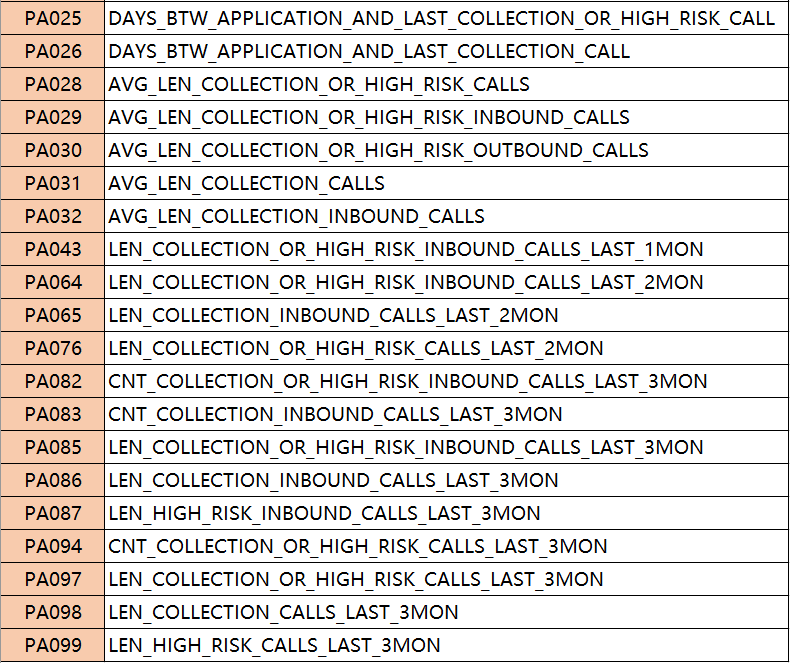 PA025 DAYS_BTW_APPLICATION_AND_LAST_COLLECTION_OR_HIGH_RISK_CALL
PA026 DAYS_BTW_APPLICATION_AND_LAST_COLLECTION_CALL
PA028 AVG_LEN_COLLECTION_OR_HIGH_RISK_CALLS
PA029 AVG_LEN_COLLECTION_OR_HIGH_RISK_INBOUND_CALLS
PA030 AVG_LEN_COLLECTION_OR_HIGH_RISK_OUTBOUND_CALLS
PA031 AVG_LEN_COLLECTION_CALLS
PA032 AVG_LEN_COLLECTION_INBOUND_CALLS
PA043 LEN_COLLECTION_OR_HIGH_RISK_INBOUND_CALLS_LAST_1MON
PA064 LEN_COLLECTION_OR_HIGH_RISK_INBOUND_CALLS_LAST_2MON
PA065 LEN_COLLECTION_INBOUND_CALLS_LAST_2MON
PA076 LEN_COLLECTION_OR_HIGH_RISK_CALLS_LAST_2MON
PA082 CNT_COLLECTION_OR_HIGH_RISK_INBOUND_CALLS_LAST_3MON
PA083 CNT_COLLECTION_INBOUND_CALLS_LAST_3MON
PA085 LEN_COLLECTION_OR_HIGH_RISK_INBOUND_CALLS_LAST_3MON
PA086 LEN_COLLECTION_INBOUND_CALLS_LAST_3MON
PA087 LEN_HIGH_RISK_INBOUND_CALLS_LAST_3MON
PA094 CNT_COLLECTION_OR_HIGH_RISK_CALLS_LAST_3MON
PA097 LEN_COLLECTION_OR_HIGH_RISK_CALLS_LAST_3MON
PA098 LEN_COLLECTION_CALLS_LAST_3MON
PA099 LEN_HIGH_RISK_CALLS_LAST_3MON